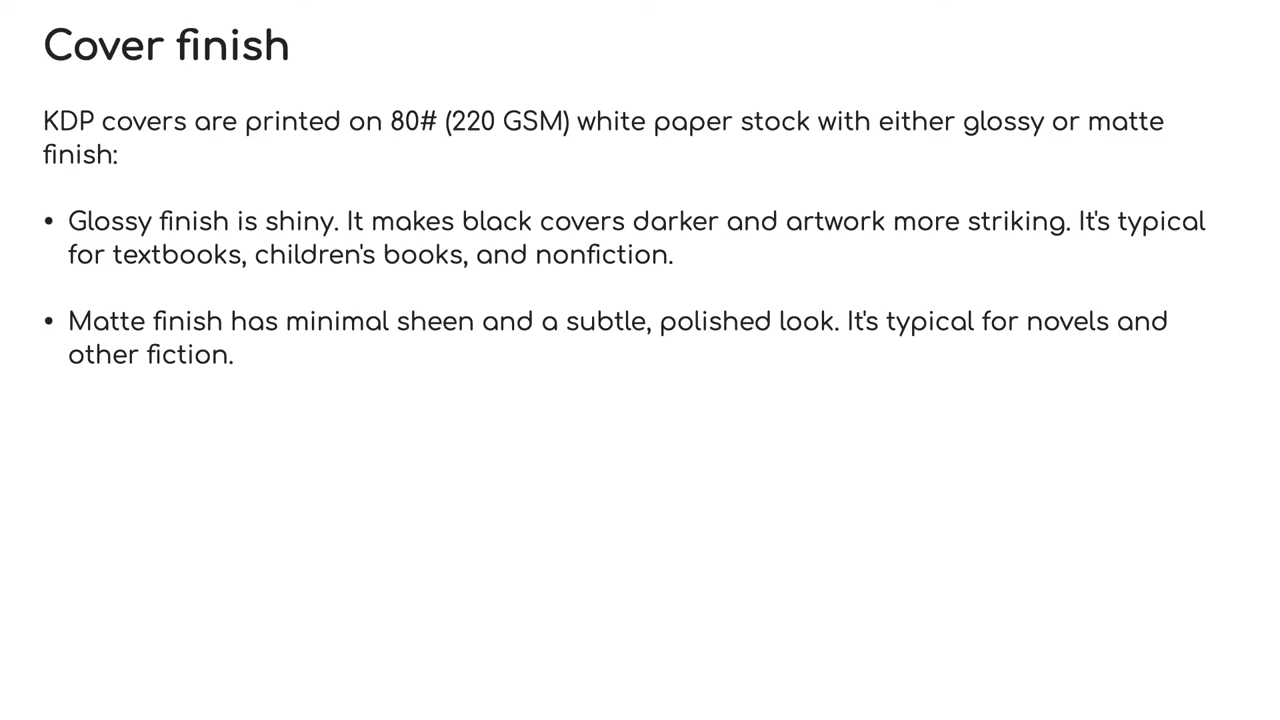 Cover finish
KDP covers are printed on 80# (220 GSM) white paper stock with either glossy or matte
finish:
• Glossy finish is shiny. It makes black covers darker and artwork more striking. It's typical
for textbooks, children's books, and nonfiction.
• Matte finish has minimal sheen and a subtle, polished look. It's typical for novels and
other fiction.